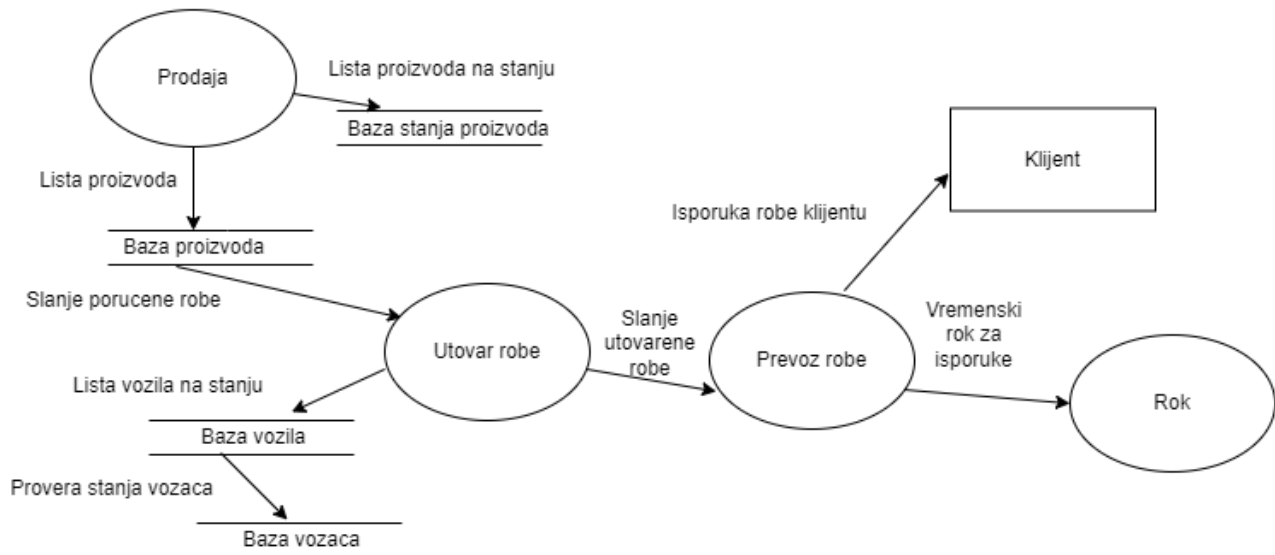 Prodaja
Lista proizvoda na stanju
Baza stanja proizvoda
Klijent
Lista proizvoda
Isporuka robe klijentu
Baza proizvoda
Slanje porucene robe
Utovar robe
Slanje
utovarene
robe
Prevoz robe
Vremenski
rok za
isporuke
Rok
Lista vozila na stanju
Baza vozila
Provera stanja vozaca
Baza vozaca